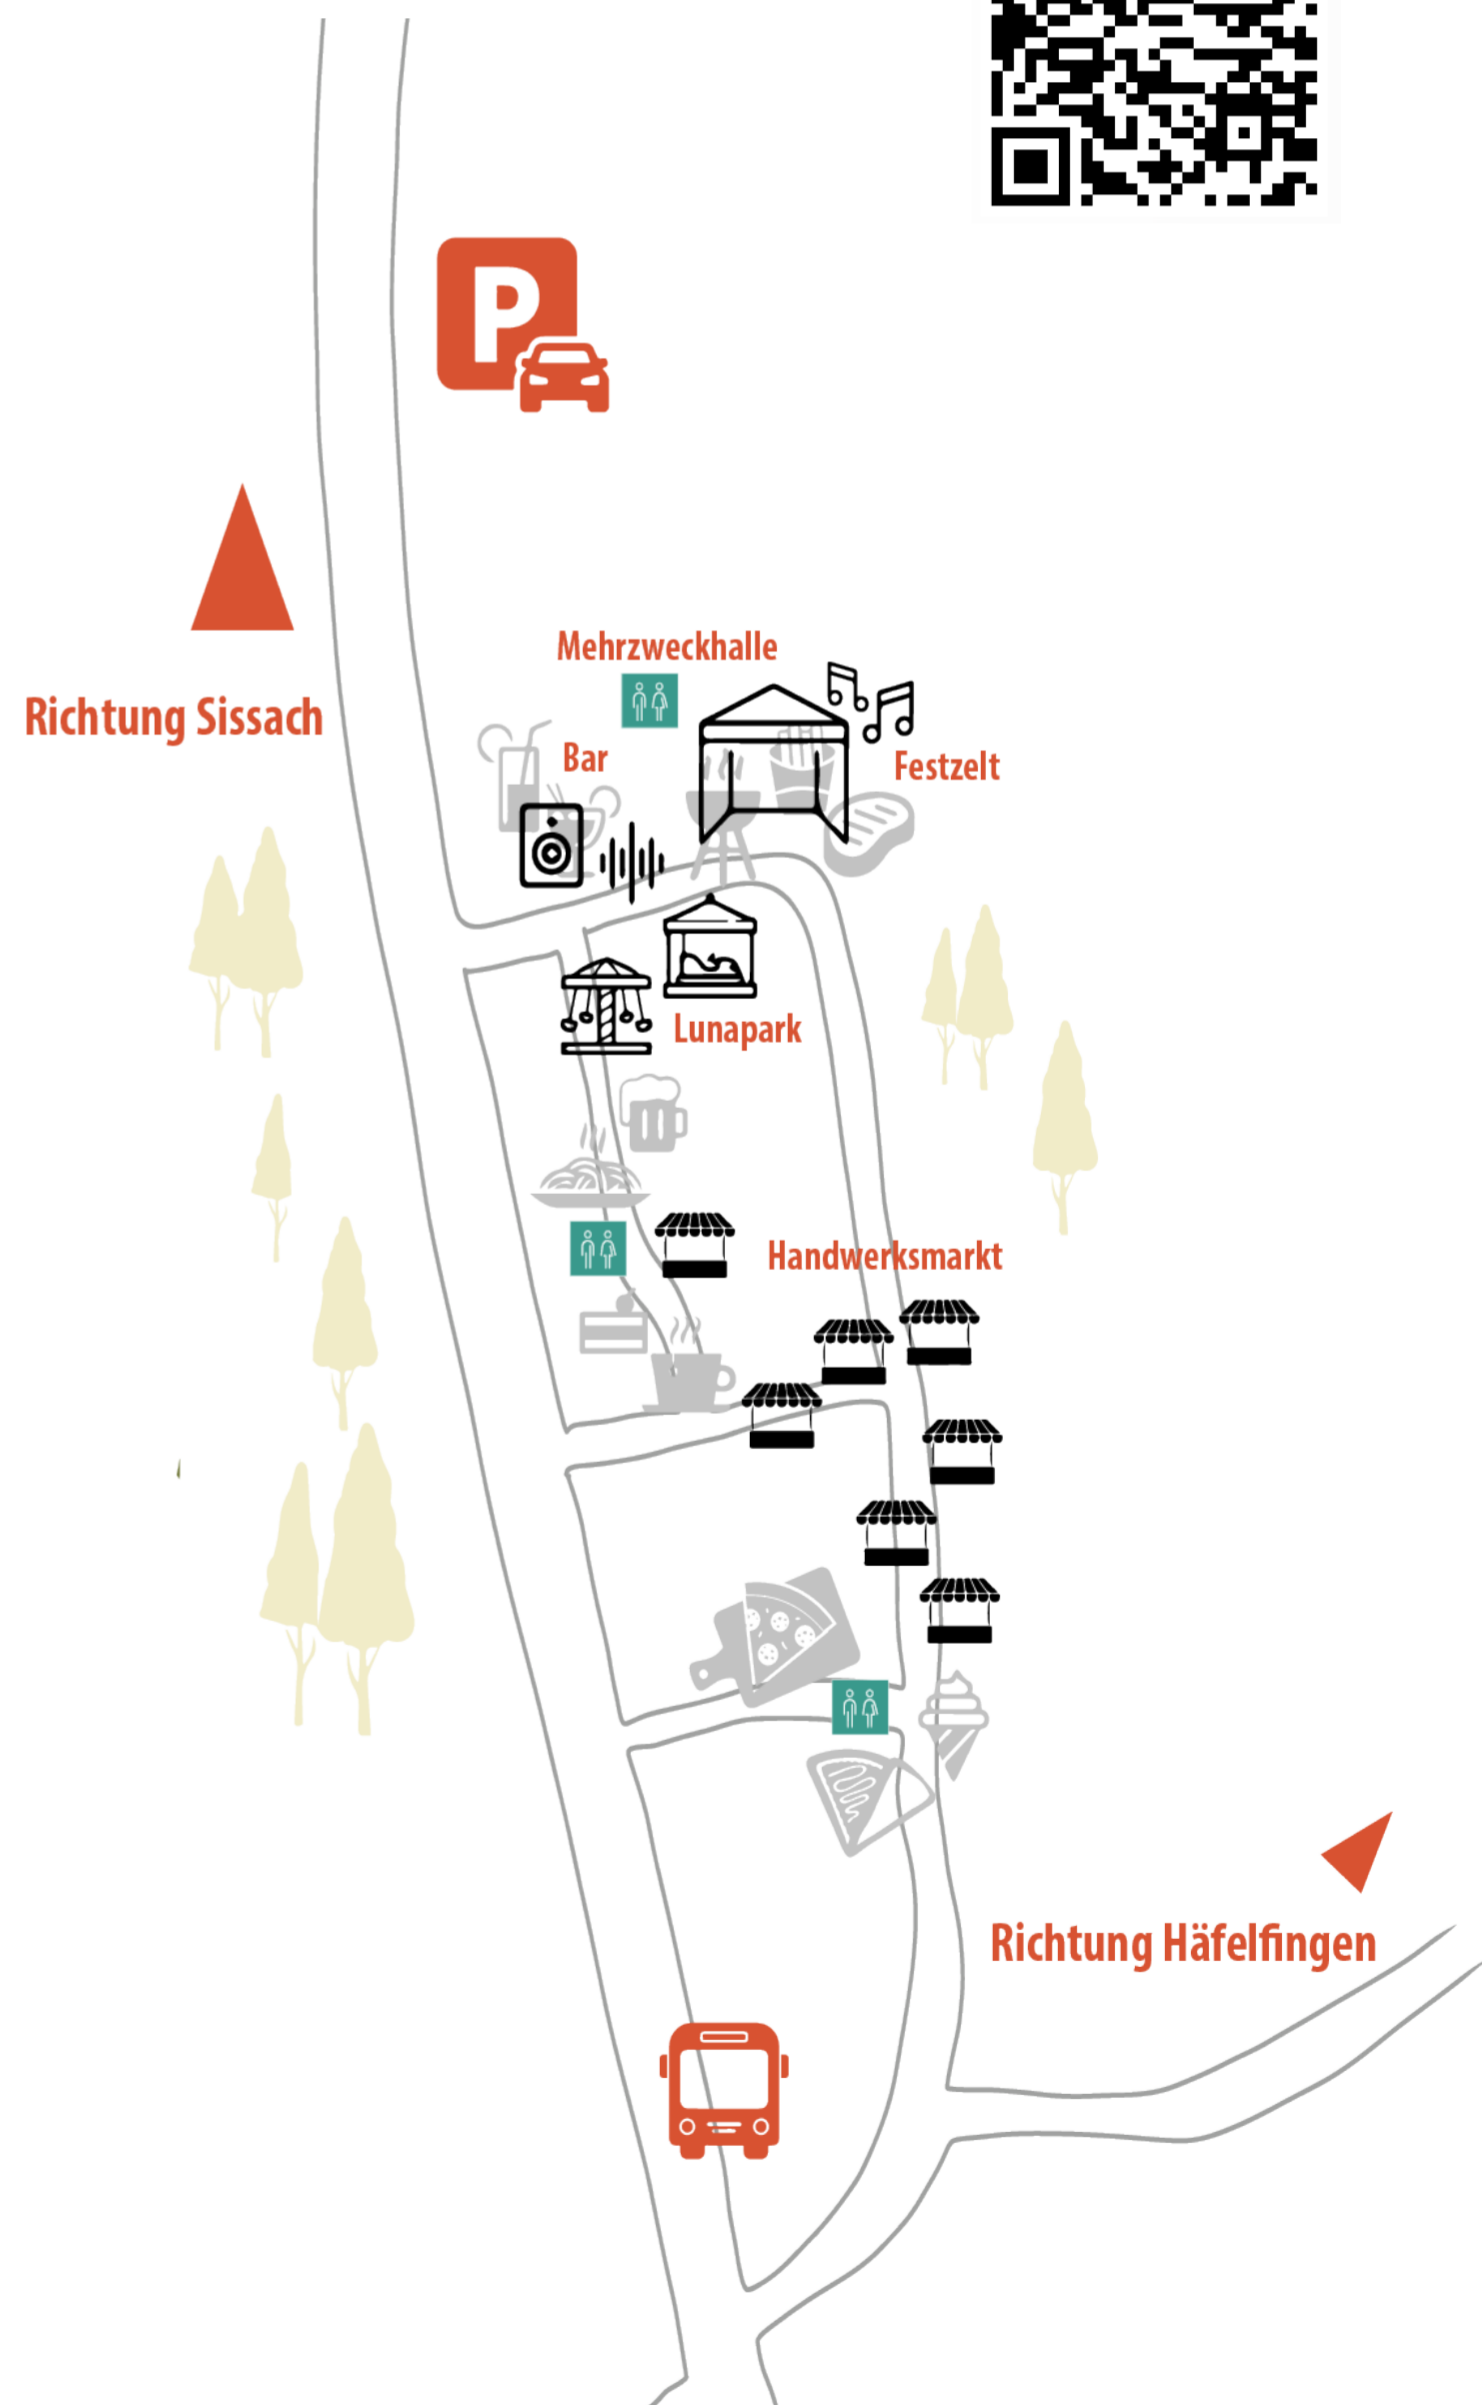 P
Mehrzweckhalle
Richtung Sissach
Bar
Festzelt
Lunapark
Handwerksmarkt
Richtung Häfelfingen